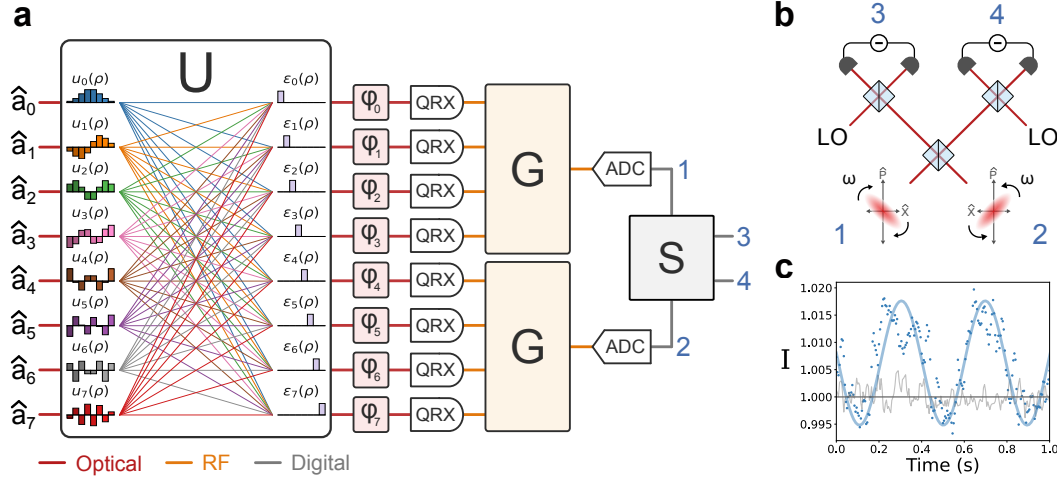 a
U
â0
u0(ρ)
ε0(ρ)
φ0
QRX
â1
u1(ρ)
ε1(ρ)
φ1
QRX
â2
u2(ρ)
ε2(ρ)
φ2
QRX
â3
u3(ρ)
ε3(ρ)
φ3
QRX
â4
u4(ρ)
ε4(ρ)
φ4
QRX
â5
u5(ρ)
ε5(ρ)
φ5
QRX
â6
u6(ρ)
ε6(ρ)
φ6
QRX
â7
u7(ρ)
ε7(ρ)
φ7
QRX
G
G
ADC
ADC
1
2
S
3
4
Optical
RF
Digital
b
3
4
−
−
LO
LO
ω
P̂
X̂
1
P̂
X̂
ω
2
c
I
1.020
1.015
1.010
1.005
1.000
0.995
0.0 0.2 0.4 0.6 0.8 1.0
Time (s)